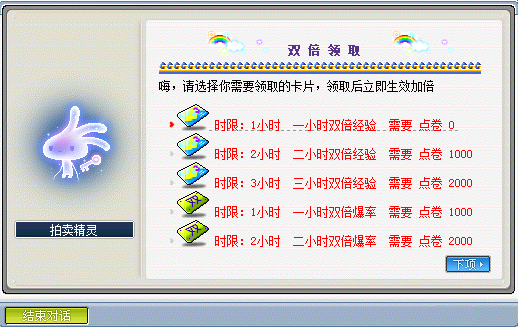 双倍领取
嗨，请选择你需要领取的卡片，领取后立即生效加倍
时限：1小时 一小时双倍经验 需要 点卷 0
时限：2小时 二小时双倍经验 需要 点卷 1000
时限：3小时 三小时双倍经验 需要 点卷 2000
时限：1小时 一小时双倍爆率 需要 点卷 1000
时限：2小时 二小时双倍爆率 需要 点卷 2000
拍卖精灵
下项
结束对话